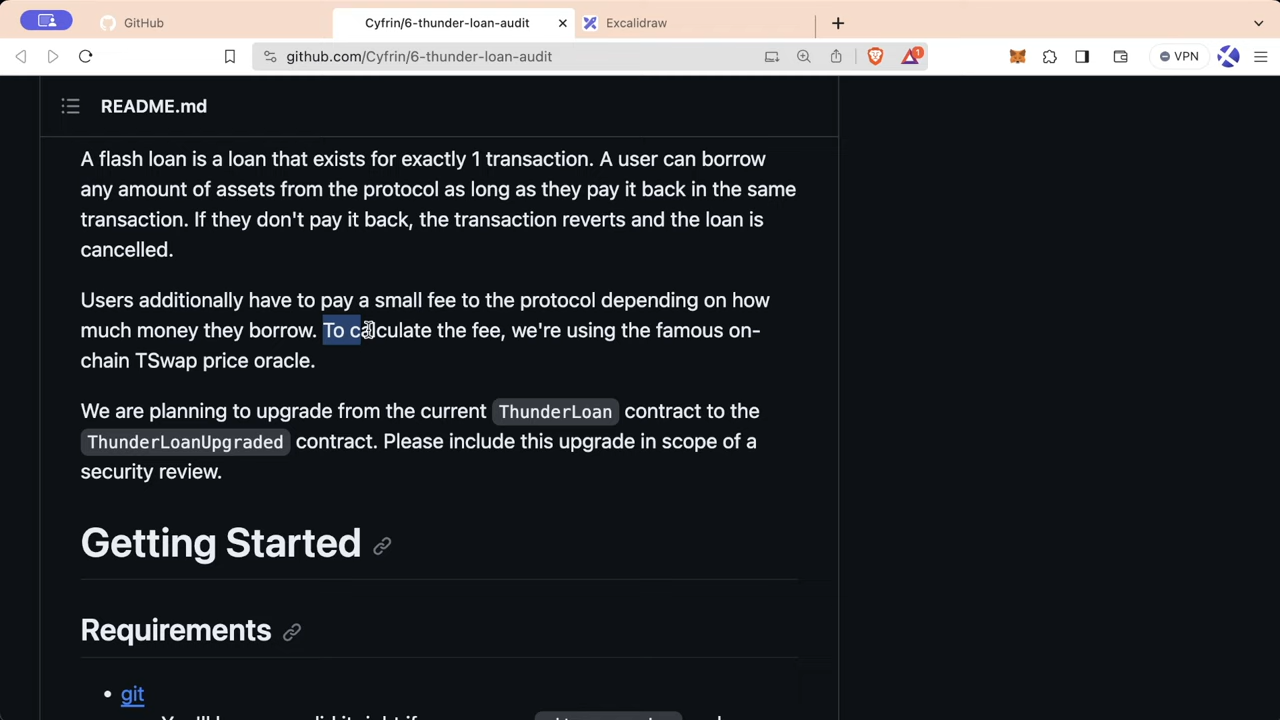 GitHub
Cyfrin/6-thunder-loan-audit
Excalidraw
github.com/Cyfrin/6-thunder-loan-audit
1
VPN
README.md
A flash loan is a loan that exists for exactly 1 transaction. A user can borrow
any amount of assets from the protocol as long as they pay it back in the same
transaction. If they don't pay it back, the transaction reverts and the loan is
cancelled.
Users additionally have to pay a small fee to the protocol depending on how
much money they borrow. To calculate the fee, we're using the famous on-
chain TSwap price oracle.
We are planning to upgrade from the current ThunderLoan contract to the
ThunderLoanUpgraded contract. Please include this upgrade in scope of a
security review.
Getting Started
Requirements
• git